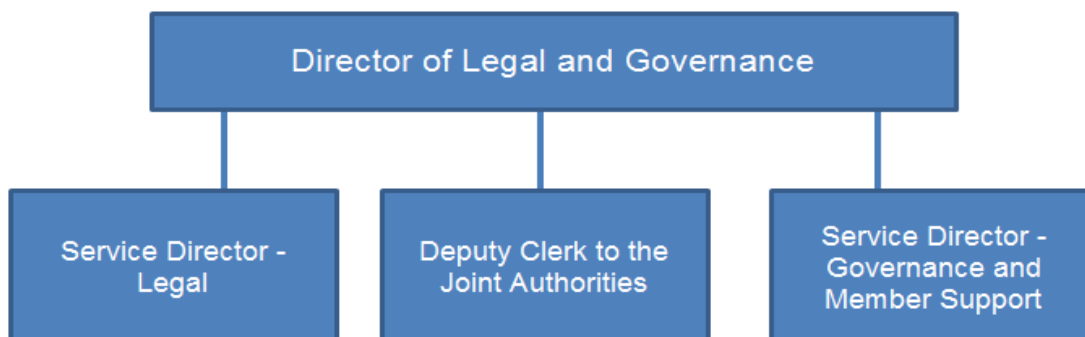 Director of Legal and Governance
Service Director -
Legal
Deputy Clerk to the
Joint Authorities
Service Director -
Governance and
Member Support